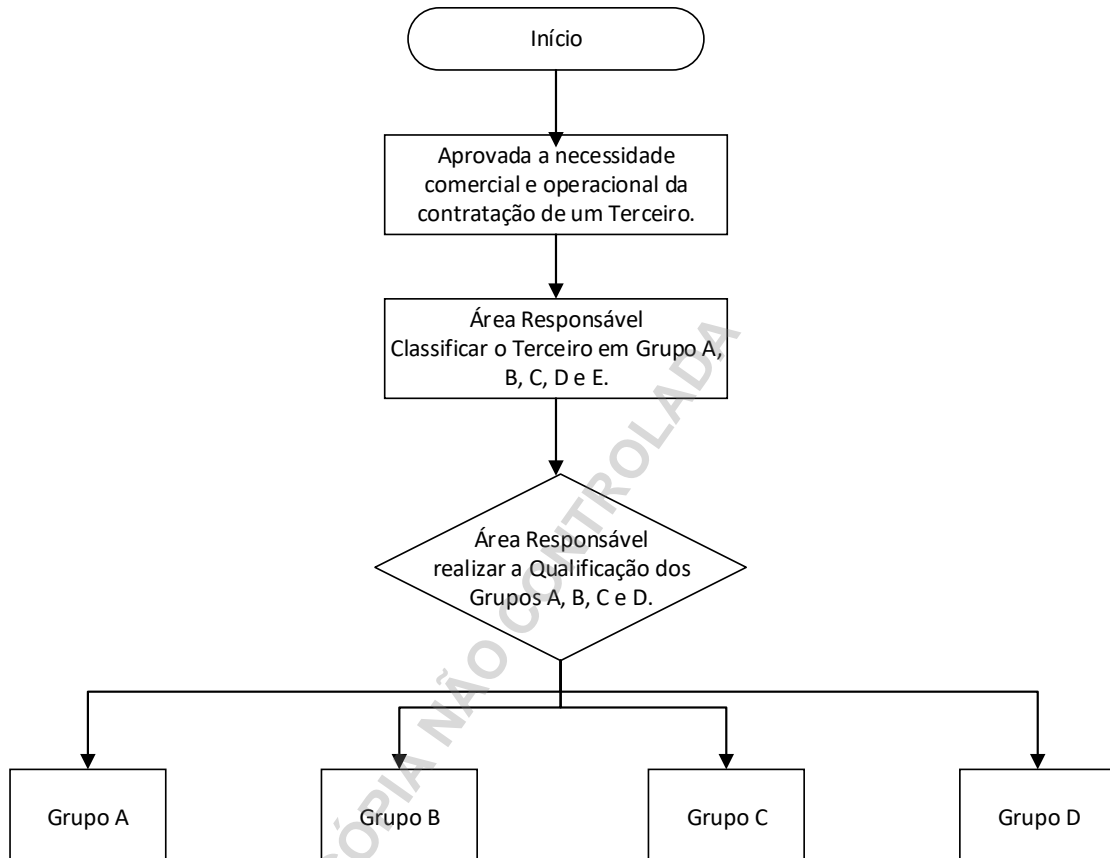 Início
Aprovada a necessidade
comercial e operacional da
contratação de um Terceiro.
Área Responsável
Classificar o Terceiro em Grupo A,
B, C, D e E.
Área Responsável
realizar a Qualificação dos
Grupos A, B, C e D.
Grupo A
Grupo B
Grupo C
Grupo D
CÓPIA NÃO CONTROLADA